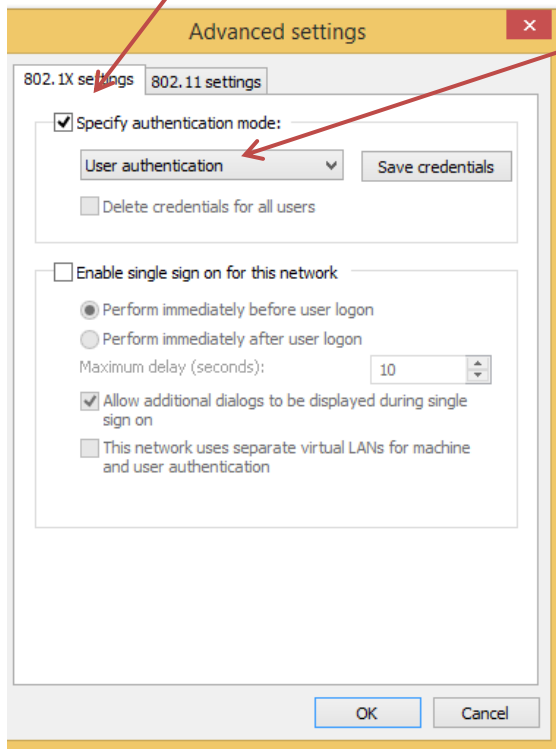 Advanced settings
802.1X settings 802.11 settings
Specify authentication mode:
User authentication Save credentials
Delete credentials for all users
Enable single sign on for this network
Perform immediately before user logon
Perform immediately after user logon
Maximum delay (seconds): 10
Allow additional dialogs to be displayed during single
sign on
This network uses separate virtual LANs for machine
and user authentication
OK Cancel